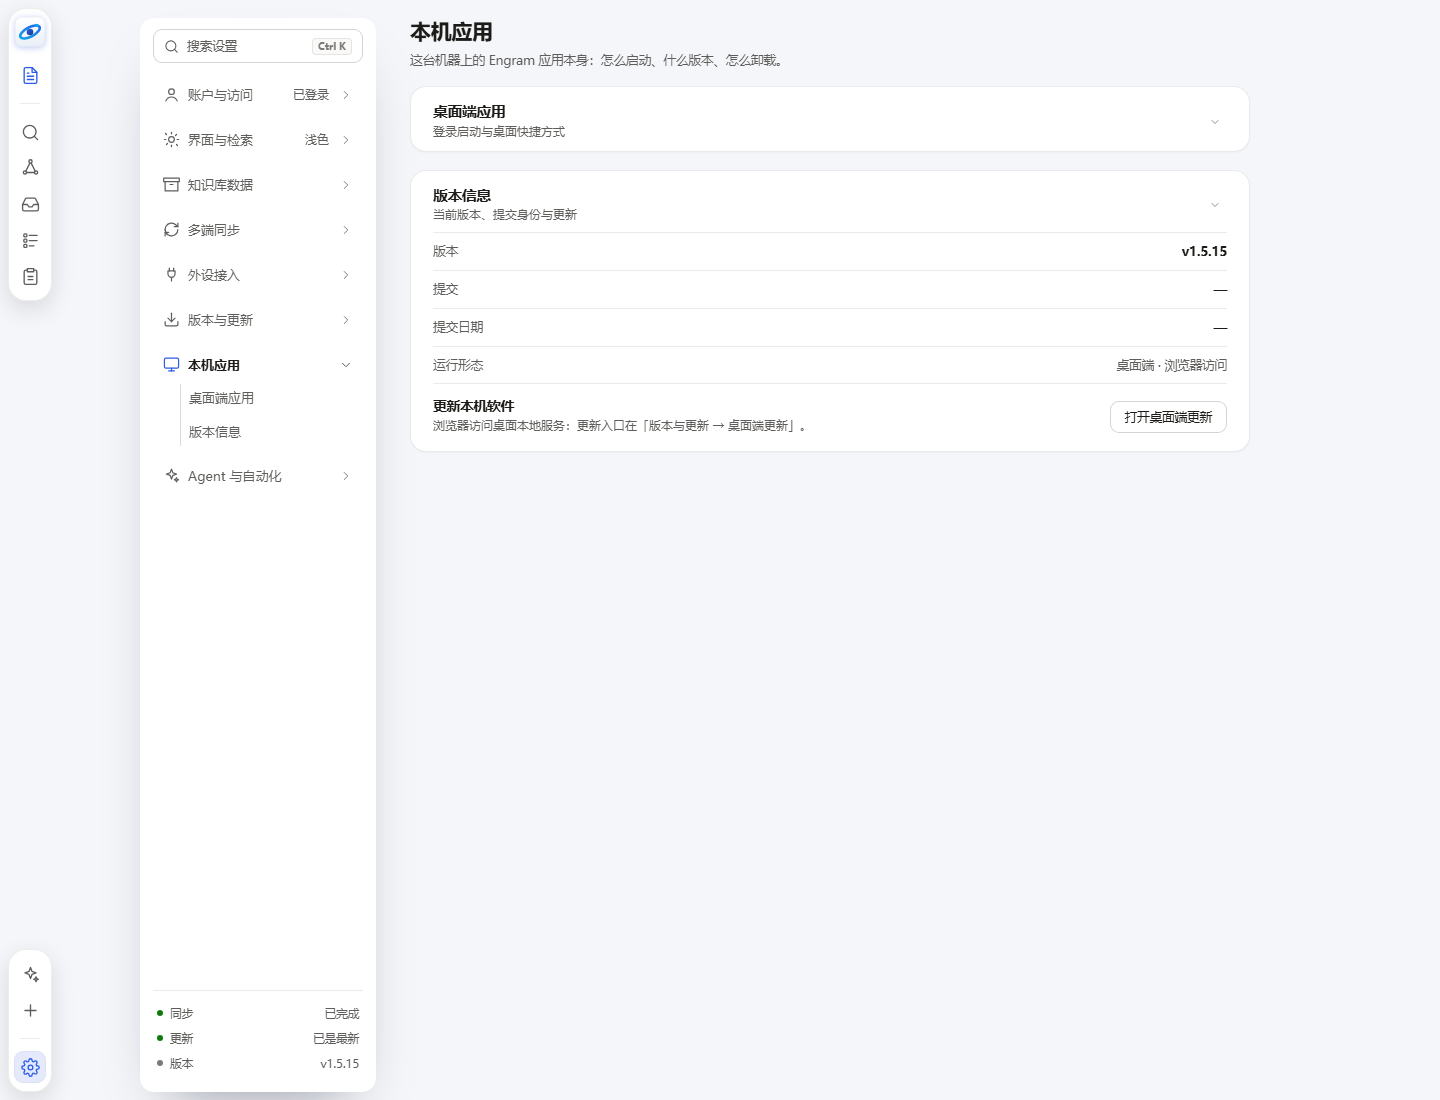 搜索设置 Ctrl K
账户与访问 已登录
界面与检索 浅色
知识库数据
多端同步
外设接入
版本与更新
本机应用
桌面端应用
版本信息
Agent 与自动化
同步 已完成
更新 已是最新
版本 v1.5.15
本机应用
这台机器上的 Engram 应用本身：怎么启动、什么版本、怎么卸载。
桌面端应用
登录启动与桌面快捷方式
版本信息
当前版本、提交身份与更新
版本 v1.5.15
提交 —
提交日期 —
运行形态 桌面端 · 浏览器访问
更新本机软件
浏览器访问桌面本地服务：更新入口在「版本与更新 → 桌面端更新」。
打开桌面端更新